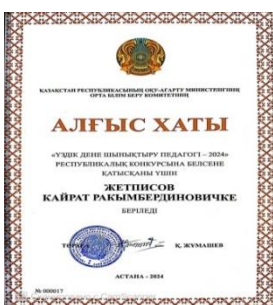 ҚАЗАҚСТАН РЕСПУБЛИКАСЫНЫҢ ОҚУ-АҒАРТУ МИНИСТРЛІГІНІҢ
ОРТА БІЛІМ БЕРУ КОМИТЕТІНІҢ
АЛҒЫС ХАТЫ
«ҮЗДІК ДЕНЕ ШЫНЫҚТЫРУ ПЕДАГОГІ – 2024»
РЕСПУБЛИКАЛЫҚ КОНКУРСЫНА БЕЛСЕНЕ
ҚАТЫСҚАНЫ ҮШІН
ЖЕТПИСОВ
КАЙРАТ РАКЫМБЕРДИНОВИЧКЕ
БЕРІЛЕДІ
Қ. ЖҰМАШЕВ
АСТАНА – 2024
№ 000017